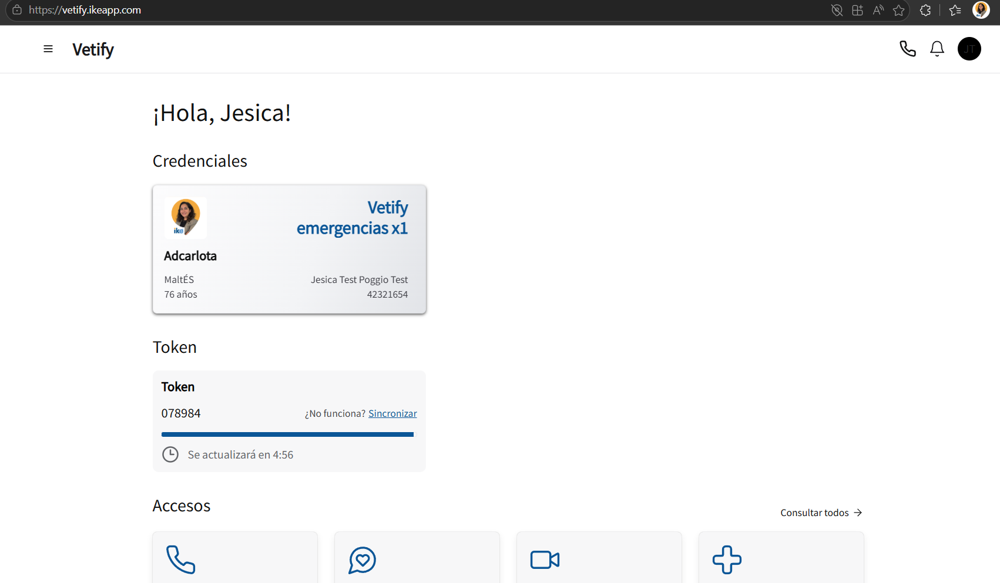 https://vetify.ikeapp.com
Vetify
JT
¡Hola, Jesica!
Credenciales
ike
Vetify
emergencias x1
Adcarlota
MaltÉS
76 años
Jesica Test Poggio Test
42321654
Token
Token
078984
¿No funciona? Sincronizar
Se actualizará en 4:56
Accesos
Consultar todos